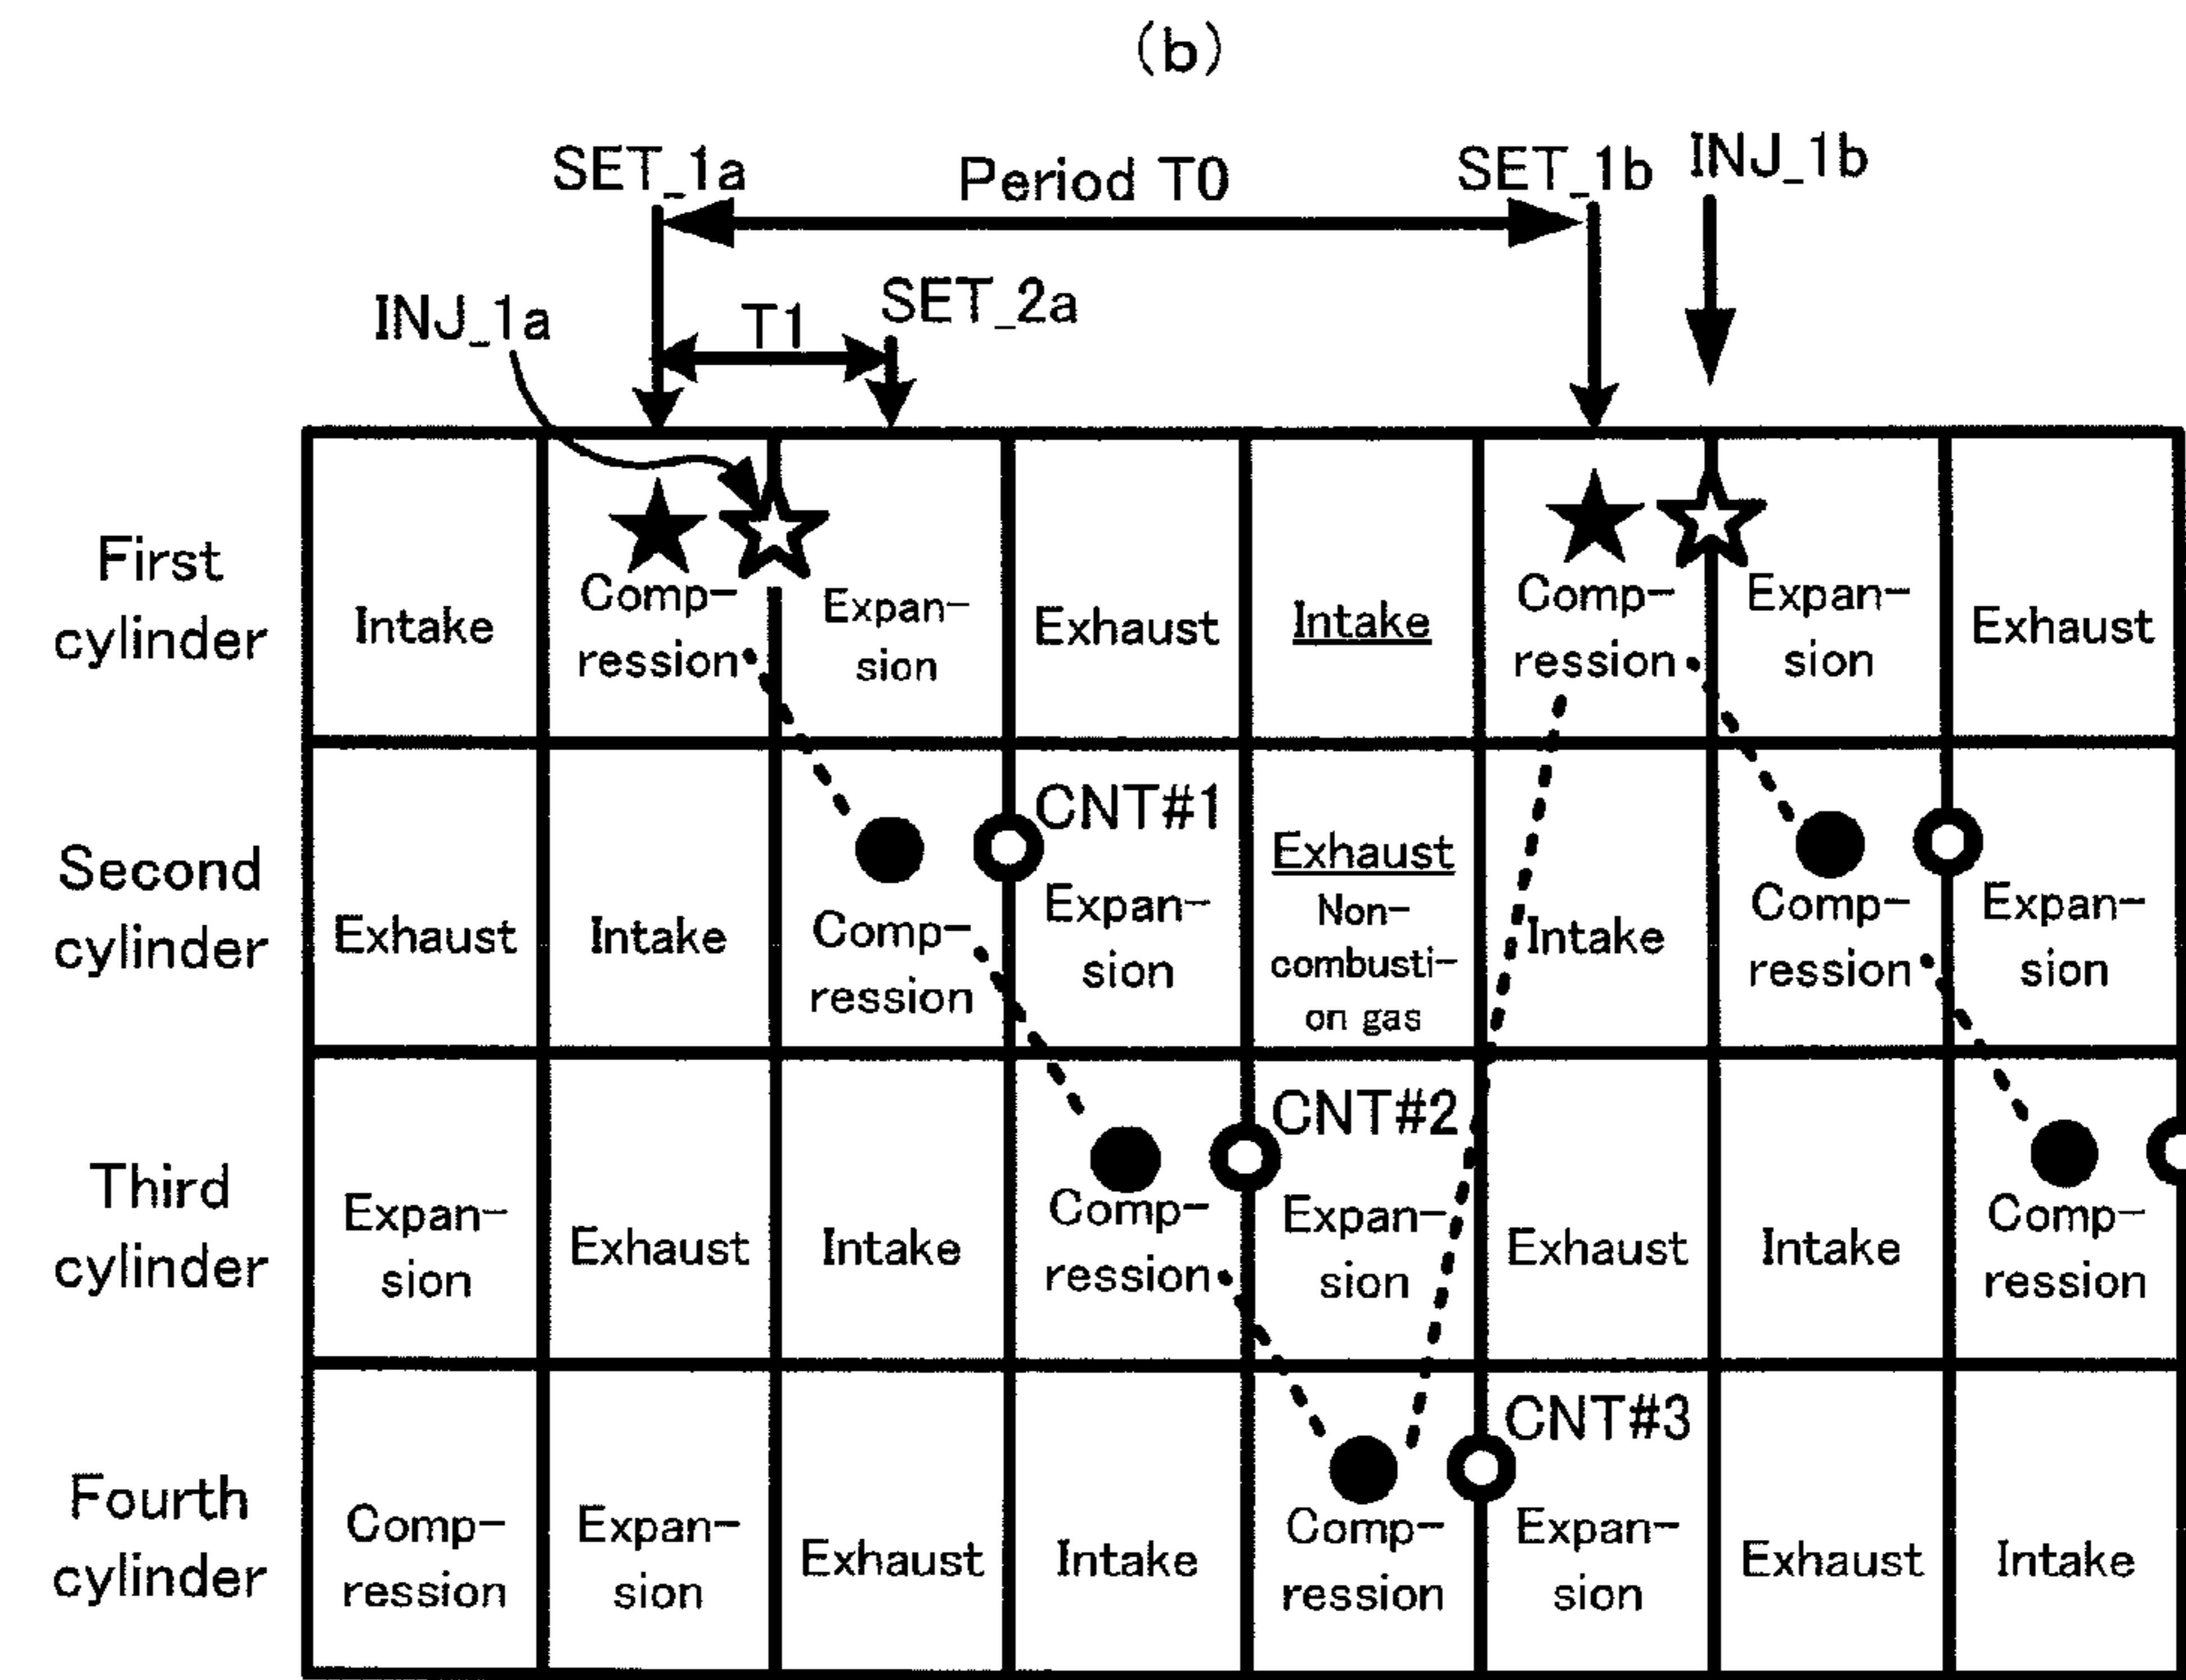 (b)
SET_1a
Period T0
SET_1b
INJ_1b
INJ_1a
T1
SET_2a
First
cylinder
Intake
Comp-
ression
Expan-
sion
Exhaust
Intake
Comp-
ression
Expan-
sion
Exhaust
Second
cylinder
Exhaust
Intake
Comp-
ression
CNT#1
Expan-
sion
Exhaust
Non-
combusti-
on gas
Intake
Comp-
ression
Expan-
sion
Third
cylinder
Expan-
sion
Exhaust
Intake
Comp-
ression
CNT#2
Expan-
sion
Exhaust
Intake
Comp-
ression
Fourth
cylinder
Comp-
ression
Expan-
sion
Exhaust
Intake
Comp-
ression
CNT#3
Expan-
sion
Exhaust
Intake